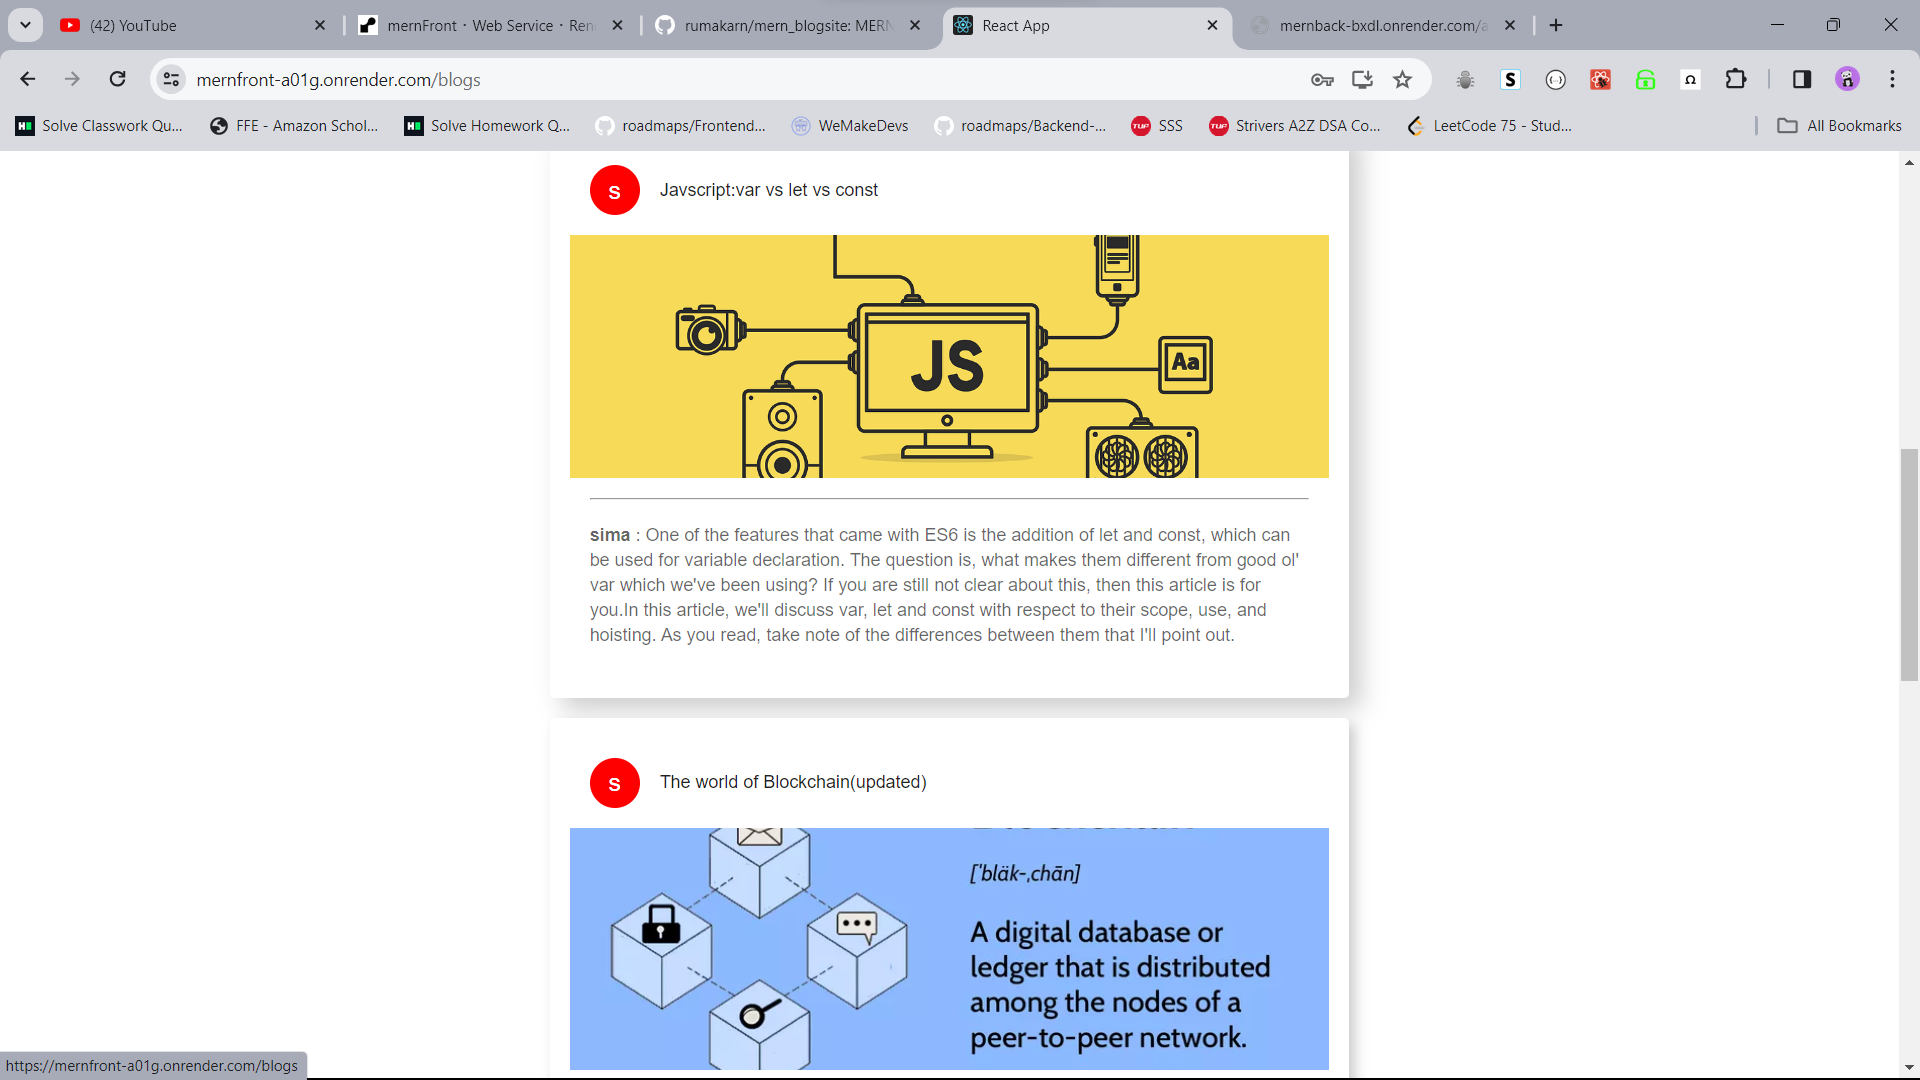 (42) YouTube
mernFront · Web Service · Ren
rumakarn/mern_blogsite: MERN
React App
mernback-bxdl.onrender.com/a
mernfront-a01g.onrender.com/blogs
Solve Classwork Qu...
FFE - Amazon Schol...
Solve Homework Q...
roadmaps/Frontend...
WeMakeDevs
roadmaps/Backend-...
TUF SSS
TUF Strivers A2Z DSA Co...
LeetCode 75 - Stud...
All Bookmarks
S Javscript:var vs let vs const
JS
Aa
sima : One of the features that came with ES6 is the addition of let and const, which can
be used for variable declaration. The question is, what makes them different from good ol'
var which we've been using? If you are still not clear about this, then this article is for
you.In this article, we'll discuss var, let and const with respect to their scope, use, and
hoisting. As you read, take note of the differences between them that I'll point out.
S The world of Blockchain(updated)
['bläk-,chān]
A digital database or
ledger that is distributed
among the nodes of a
peer-to-peer network.
https://mernfront-a01g.onrender.com/blogs